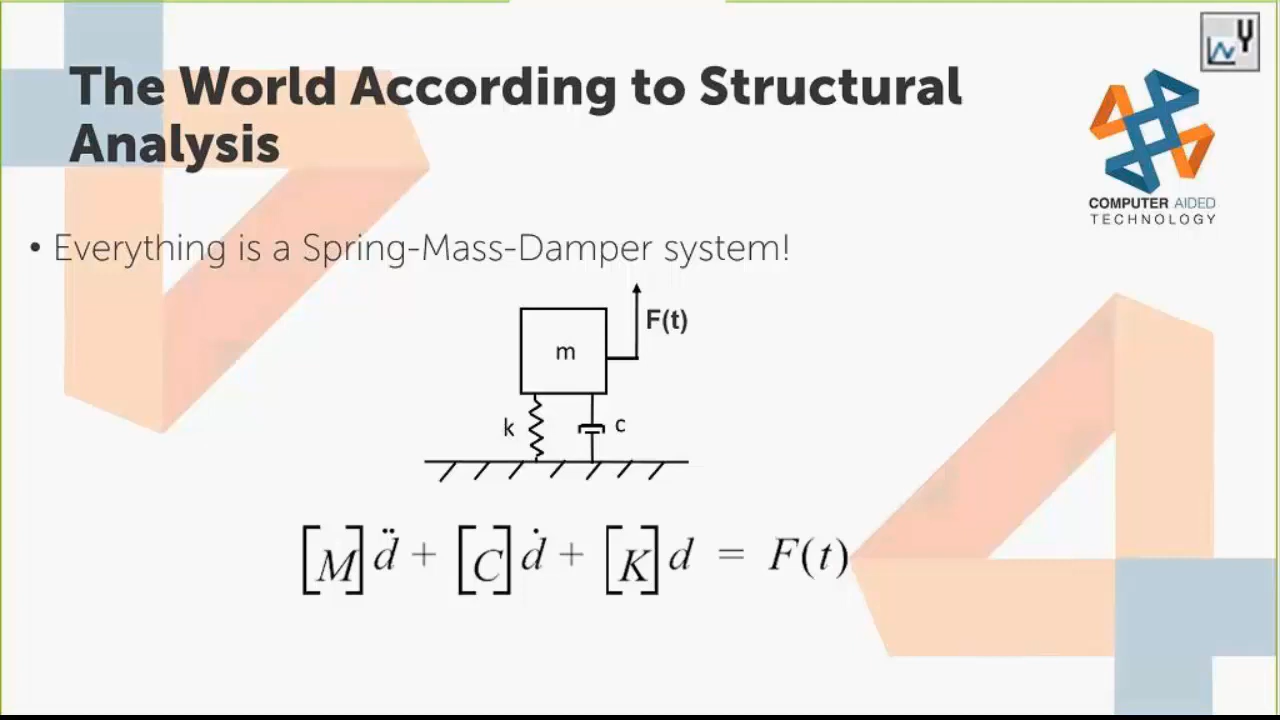 The World According to Structural
Analysis
COMPUTER AIDED
TECHNOLOGY
• Everything is a Spring-Mass-Damper system!
F(t)
m
k
c
[M]d̈ + [C]ḋ + [K]d = F(t)